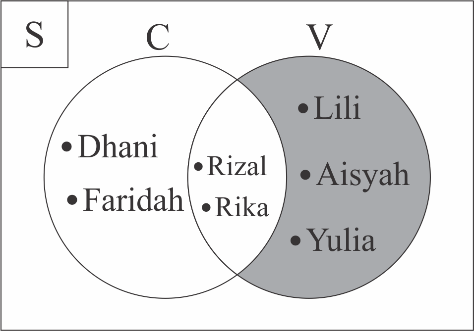 S
C
V
• Dhani
• Faridah
• Rizal
• Rika
• Lili
• Aisyah
• Yulia